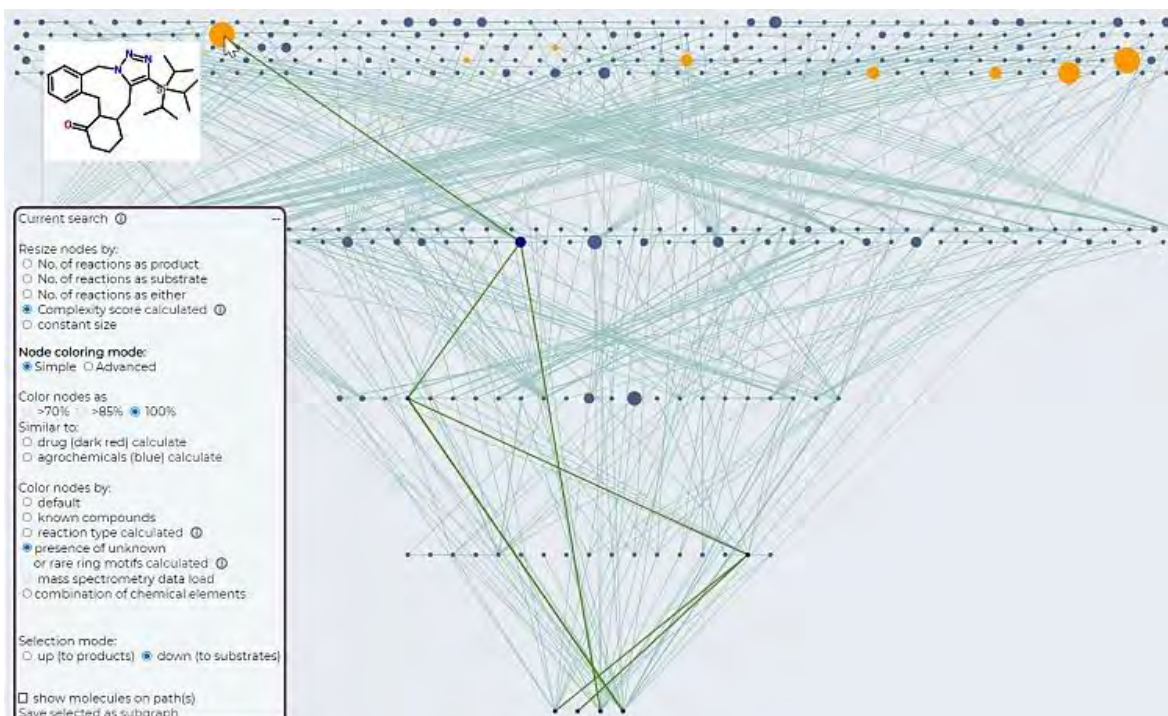 N
N
N
Si
O
Current search ⓘ --
Resize nodes by:
No. of reactions as product
No. of reactions as substrate
No. of reactions as either
Complexity score calculated ⓘ
constant size
Node coloring mode:
Simple Advanced
Color nodes as
>70% >85% 100%
Similar to:
drug (dark red) calculate
agrochemicals (blue) calculate
Color nodes by:
default
known compounds
reaction type calculated ⓘ
presence of unknown
or rare ring motifs calculated ⓘ
mass spectrometry data load
combination of chemical elements
Selection mode:
up (to products) down (to substrates)
show molecules on path(s)
Save selected as subgraph